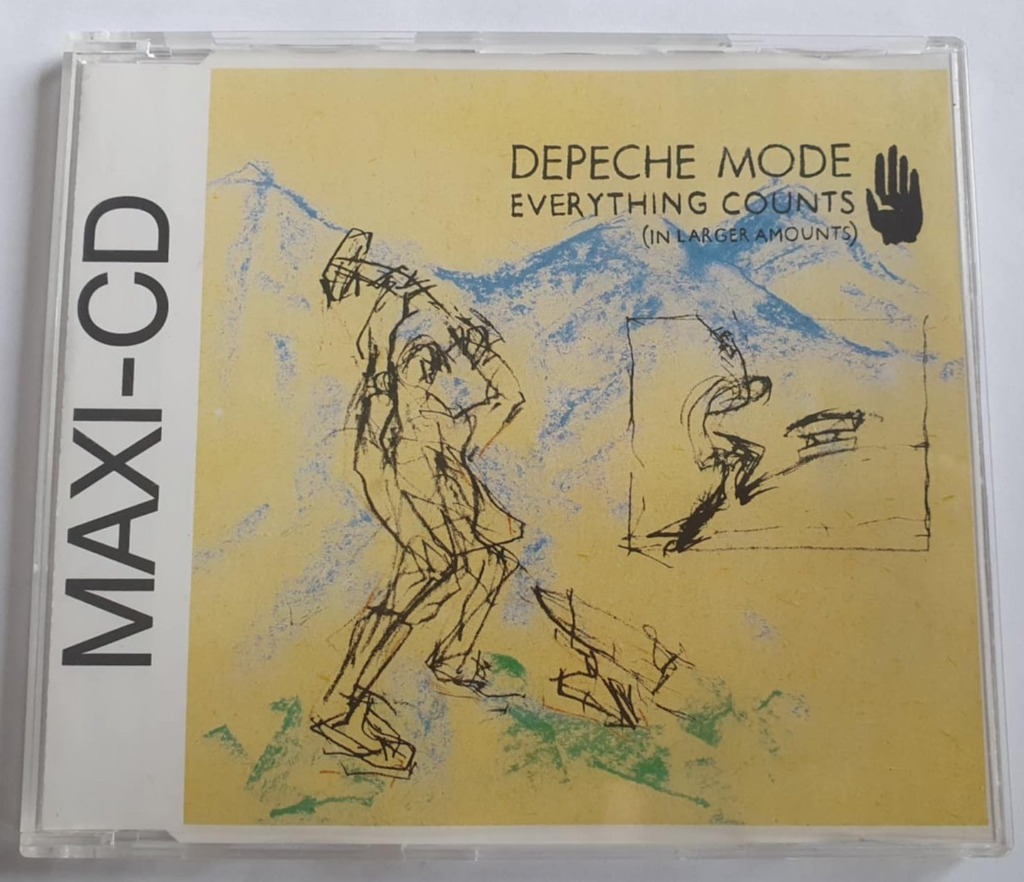 MAXI-CD
DEPECHE MODE
EVERYTHING COUNTS
(IN LARGER AMOUNTS)